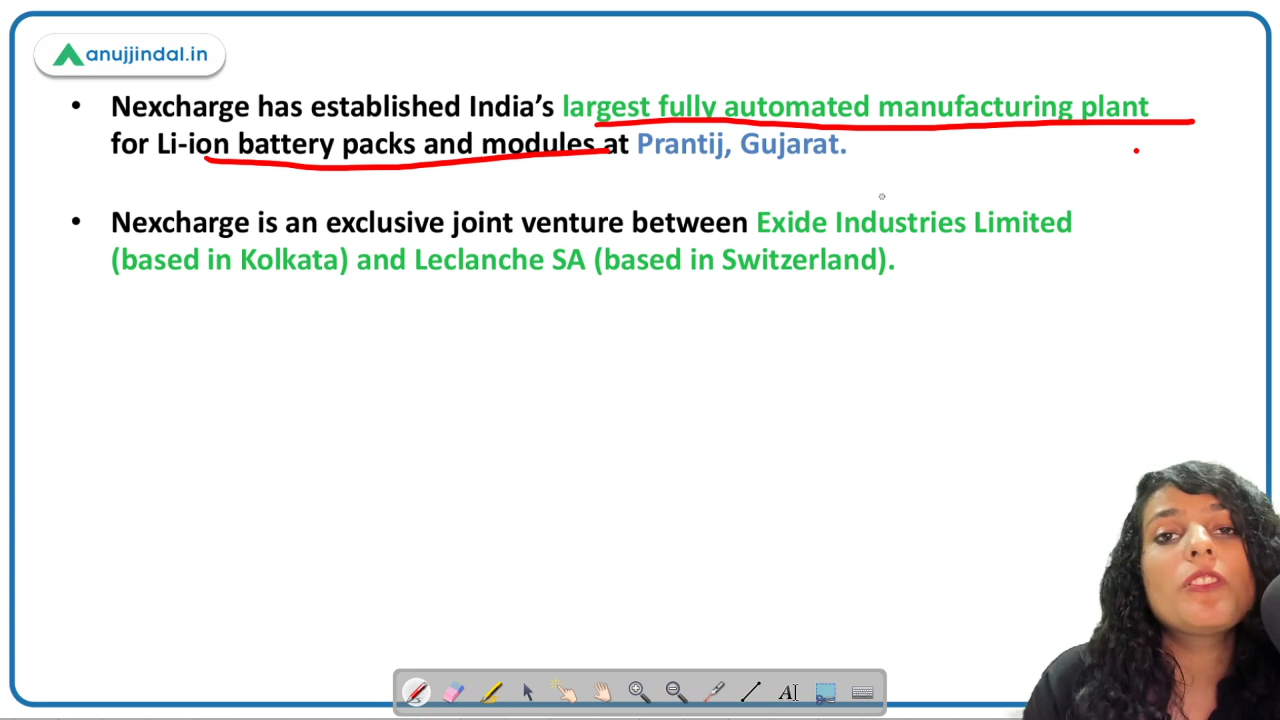 anujjindal.in
• Nexcharge has established India’s largest fully automated manufacturing plant
for Li-ion battery packs and modules at Prantij, Gujarat.
• Nexcharge is an exclusive joint venture between Exide Industries Limited
(based in Kolkata) and Leclanche SA (based in Switzerland).
A